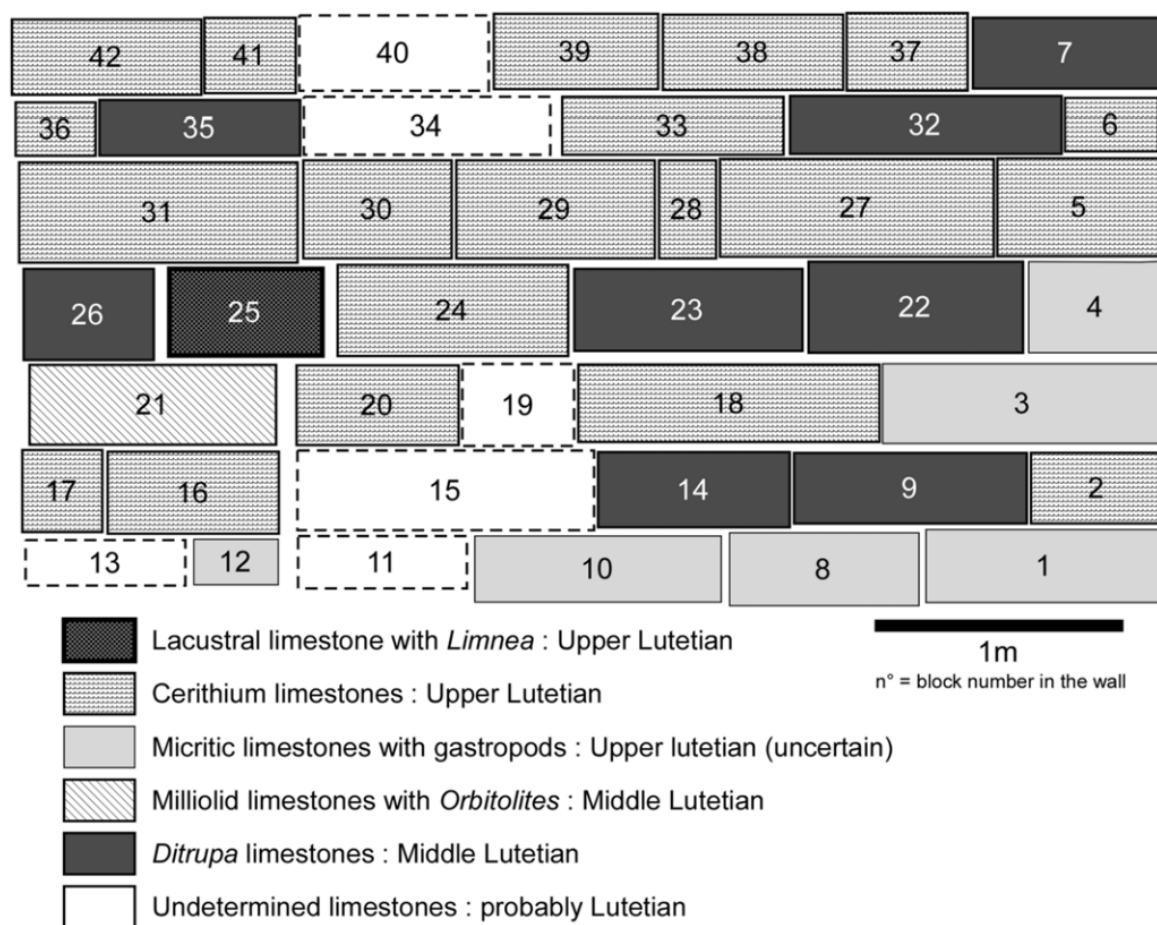 42 41 40 39 38 37 7
36 35 34 33 32 6
31 30 29 28 27 5
26 25 24 23 22 4
21 20 19 18 3
17 16 15 14 9 2
13 12 11 10 8 1
Lacustral limestone with Limnea : Upper Lutetian
Cerithium limestones : Upper Lutetian
Micritic limestones with gastropods : Upper lutetian (uncertain)
Milliolid limestones with Orbitolites : Middle Lutetian
Ditrupa limestones : Middle Lutetian
Undetermined limestones : probably Lutetian
1m
n° = block number in the wall